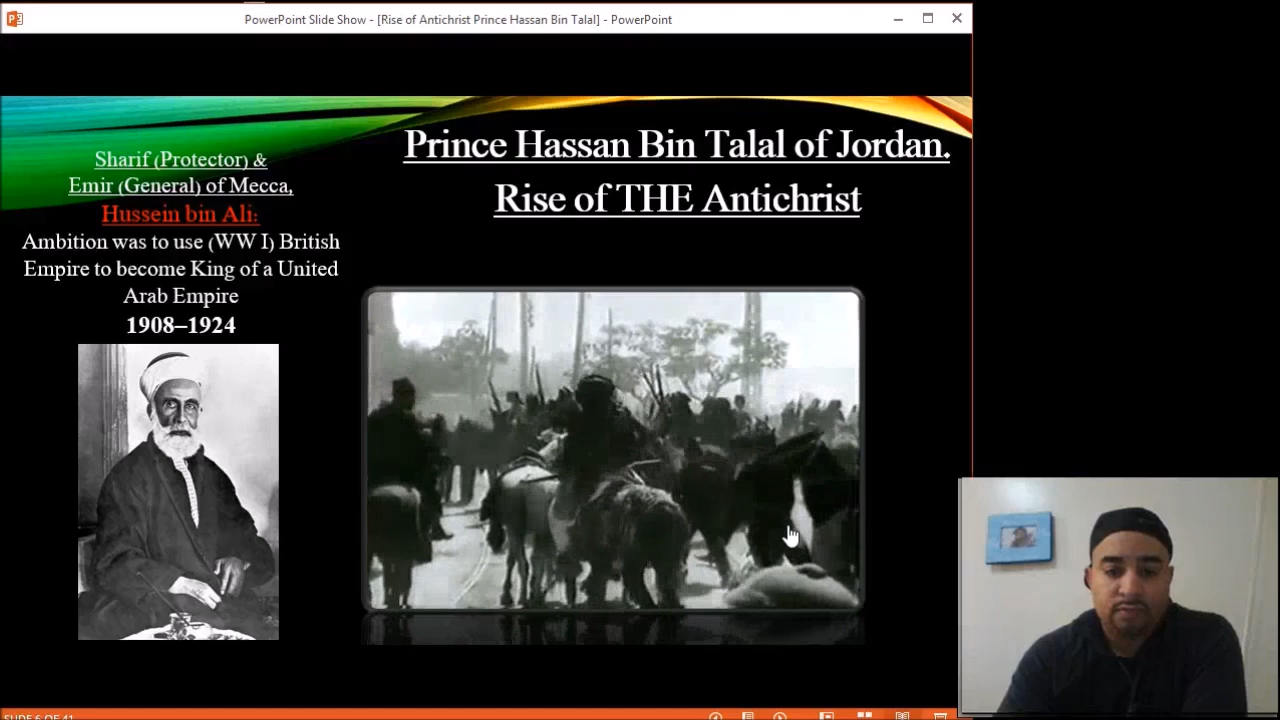 PowerPoint Slide Show - [Rise of Antichrist Prince Hassan Bin Talal] - PowerPoint
Prince Hassan Bin Talal of Jordan.
Rise of THE Antichrist
Sharif (Protector) &
Emir (General) of Mecca,
Hussein bin Ali:
Ambition was to use (WW I) British
Empire to become King of a United
Arab Empire
1908–1924
SLIDE 6 OF 41